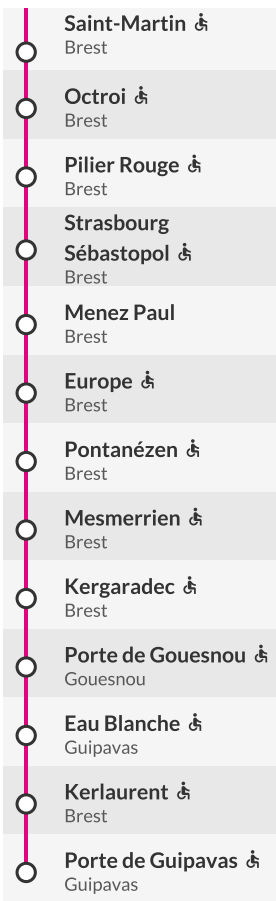 Saint-Martin
Brest
Octroi
Brest
Pilier Rouge
Brest
Strasbourg
Sébastopol
Brest
Menez Paul
Brest
Europe
Brest
Pontanézen
Brest
Mesmerrien
Brest
Kergaradec
Brest
Porte de Gouesnou
Gouesnou
Eau Blanche
Guipavas
Kerlaurent
Brest
Porte de Guipavas
Guipavas